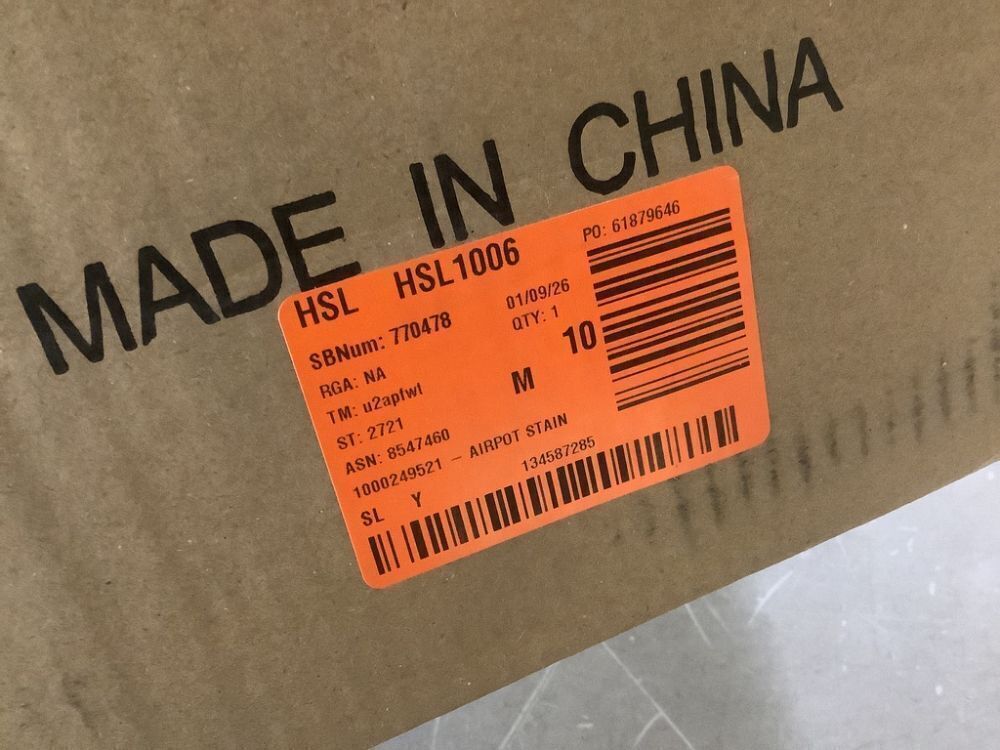 MADE IN CHINA
HSL HSL1006
PO: 61879646
SBNum: 770478
01/09/26
RGA: NA
QTY: 1
10
TM: u2apfwl
M
ST: 2721
ASN: 8547460
1000249521 – AIRPOT STAIN
SL Y
134587285